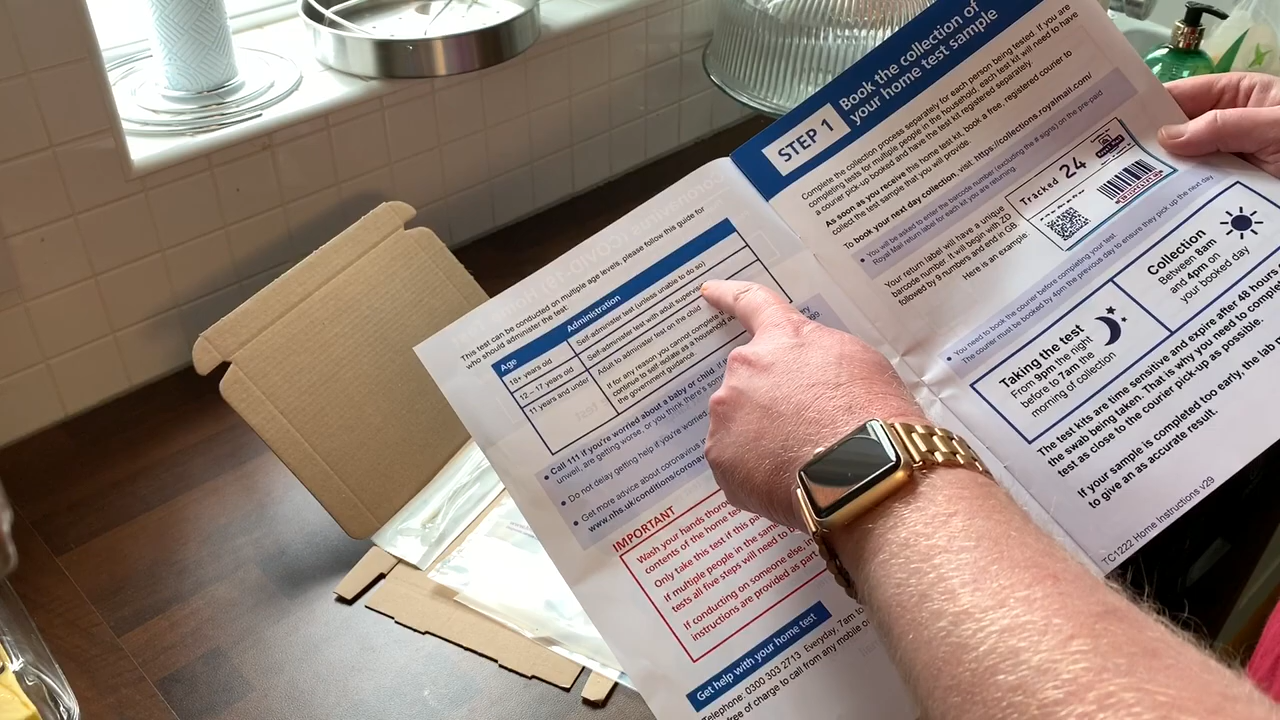 This test can be conducted on multiple age levels, please follow this guide for
who should administer the test.
Age Administration
18+ years old Self-administer test (unless unable to do so)
12 – 17 years old Self-administer test with adult supervision
11 years and under Adult to administer test on the child
If for any reason you cannot complete
continue to self-isolate as a household
the government guidance.
Call 111 if you're worried about a baby or child.
unwell, are getting worse, or you think there's
• Do not delay getting help if you're worried.
• Get more advice about coronavirus
www.nhs.uk/conditions/corona
IMPORTANT
Wash your hands
contents of the home test
Only take this test if this
If multiple people in the same
tests all five steps will need to
If conducting on someone else,
instructions are provided as part
Get help with your home test
Telephone: 0300 303 2713 Everyday, 7am to
free of charge to call from any mobile
STEP 1 Book the collection of
your home test sample
Complete the collection process separately for each person being tested. If you are
completing tests for multiple people in the household, each test kit will need to have
a courier pick-up booked and have the test kit registered separately.
As soon as you receive this home test kit, book a free, registered courier to
collect the test sample that you will provide.
To book your next day collection, visit https://collections.royalmail.com/
• You will be asked to enter the barcode number (excluding the # signs) on the pre-paid
Royal Mail return label for each kit you are returning.
Your return label will have a unique
barcode number. It will begin with ZD
followed by 9 numbers and end in GB
Here is an example
Tracked 24
• You need to book the courier before completing your test.
The courier must be booked by 4pm the previous day to ensure they pick up the next day
Taking the test
From 9pm the night
before to 7am the
morning of collection
Collection
Between 8am
and 4pm on
your booked day
The test kits are time sensitive and expire after 48 hours
the swab being taken. That is why you need to complete
test as close to the courier pick-up as possible.
If your sample is completed too early, the lab
to give an accurate result.
TC1222 Home Instructions v29